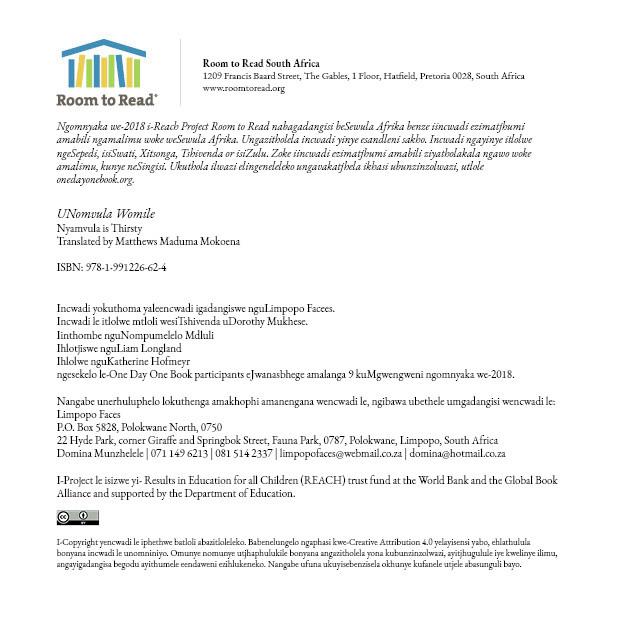 Room to Read®
Room to Read South Africa
1209 Francis Baard Street, The Gables, 1 Floor, Hatfield, Pretoria 0028, South Africa
www.roomtoread.org
Ngomnyaka we-2018 i-Reach Project Room to Read nabagadangisi beSewula Afrika benze iincwadi ezimatjhumi
amabili ngamalimu woke weSewula Afrika. Ungazitholela incwadi yinye esandleni sakho. Incwadi ngayinye itlolwe
ngeSepedi, isiSwati, Xitsonga, Tshivenda or isiZulu. Zoke iincwadi ezimatjhumi amabili ziyatholakala ngawo woke
amalimu, kunye neSingisi. Ukuthola ilwazi elingeneleleko ungavakatjhela ikhasi ubunzinzolwazi, utlole
onedayonebook.org.
UNomvula Womile
Nyamvula is Thirsty
Translated by Matthews Maduma Mokoena
ISBN: 978-1-991226-62-4
Incwadi yokuthoma yaleencwadi igadangiswe nguLimpopo Facees.
Incwadi le itlolwe mtloli wesiTshivenda uDorothy Mukhese.
Iinthombe nguNompumelelo Mdluli
Ihlotjiswe nguLiam Longland
Ihlolwe nguKatherine Hofmeyr
ngesekelo le-One Day One Book participants eJwanasbhege amalanga 9 kuMgwengweni ngomnyaka we-2018.
Nangabe unerhuluphelo lokuthenga amakhophi amanengana wencwadi le, ngibawa ubethele umgadangisi wencwadi le:
Limpopo Faces
P.O. Box 5828, Polokwane North, 0750
22 Hyde Park, corner Giraffe and Springbok Street, Fauna Park, 0787, Polokwane, Limpopo, South Africa
Domina Munzhelele | 071 149 6213 | 081 514 2337 | limpopofaces@webmail.co.za | domina@hotmail.co.za
I-Project le isizwe yi- Results in Education for all Children (REACH) trust fund at the World Bank and the Global Book
Alliance and supported by the Department of Education.
cc BY
I-Copyright yencwadi le iphethwe batloli abazitloleleko. Babenelungelo ngaphasi kwe-Creative Attribution 4.0 yelayisensi yabo, ehlathulula
bonyana incwadi le unomniniyo. Omunye nomunye utjhaphulukile bonyana angazitholela yona kubunzinzolwazi, ayitjhugulule iye kwelinye ilimu,
angayigadangisa begodu ayithumele eendaweni ezihlukeneko. Nangabe ufuna ukuyisebenzisela okhunye kufanele utjele abasunguli bayo.